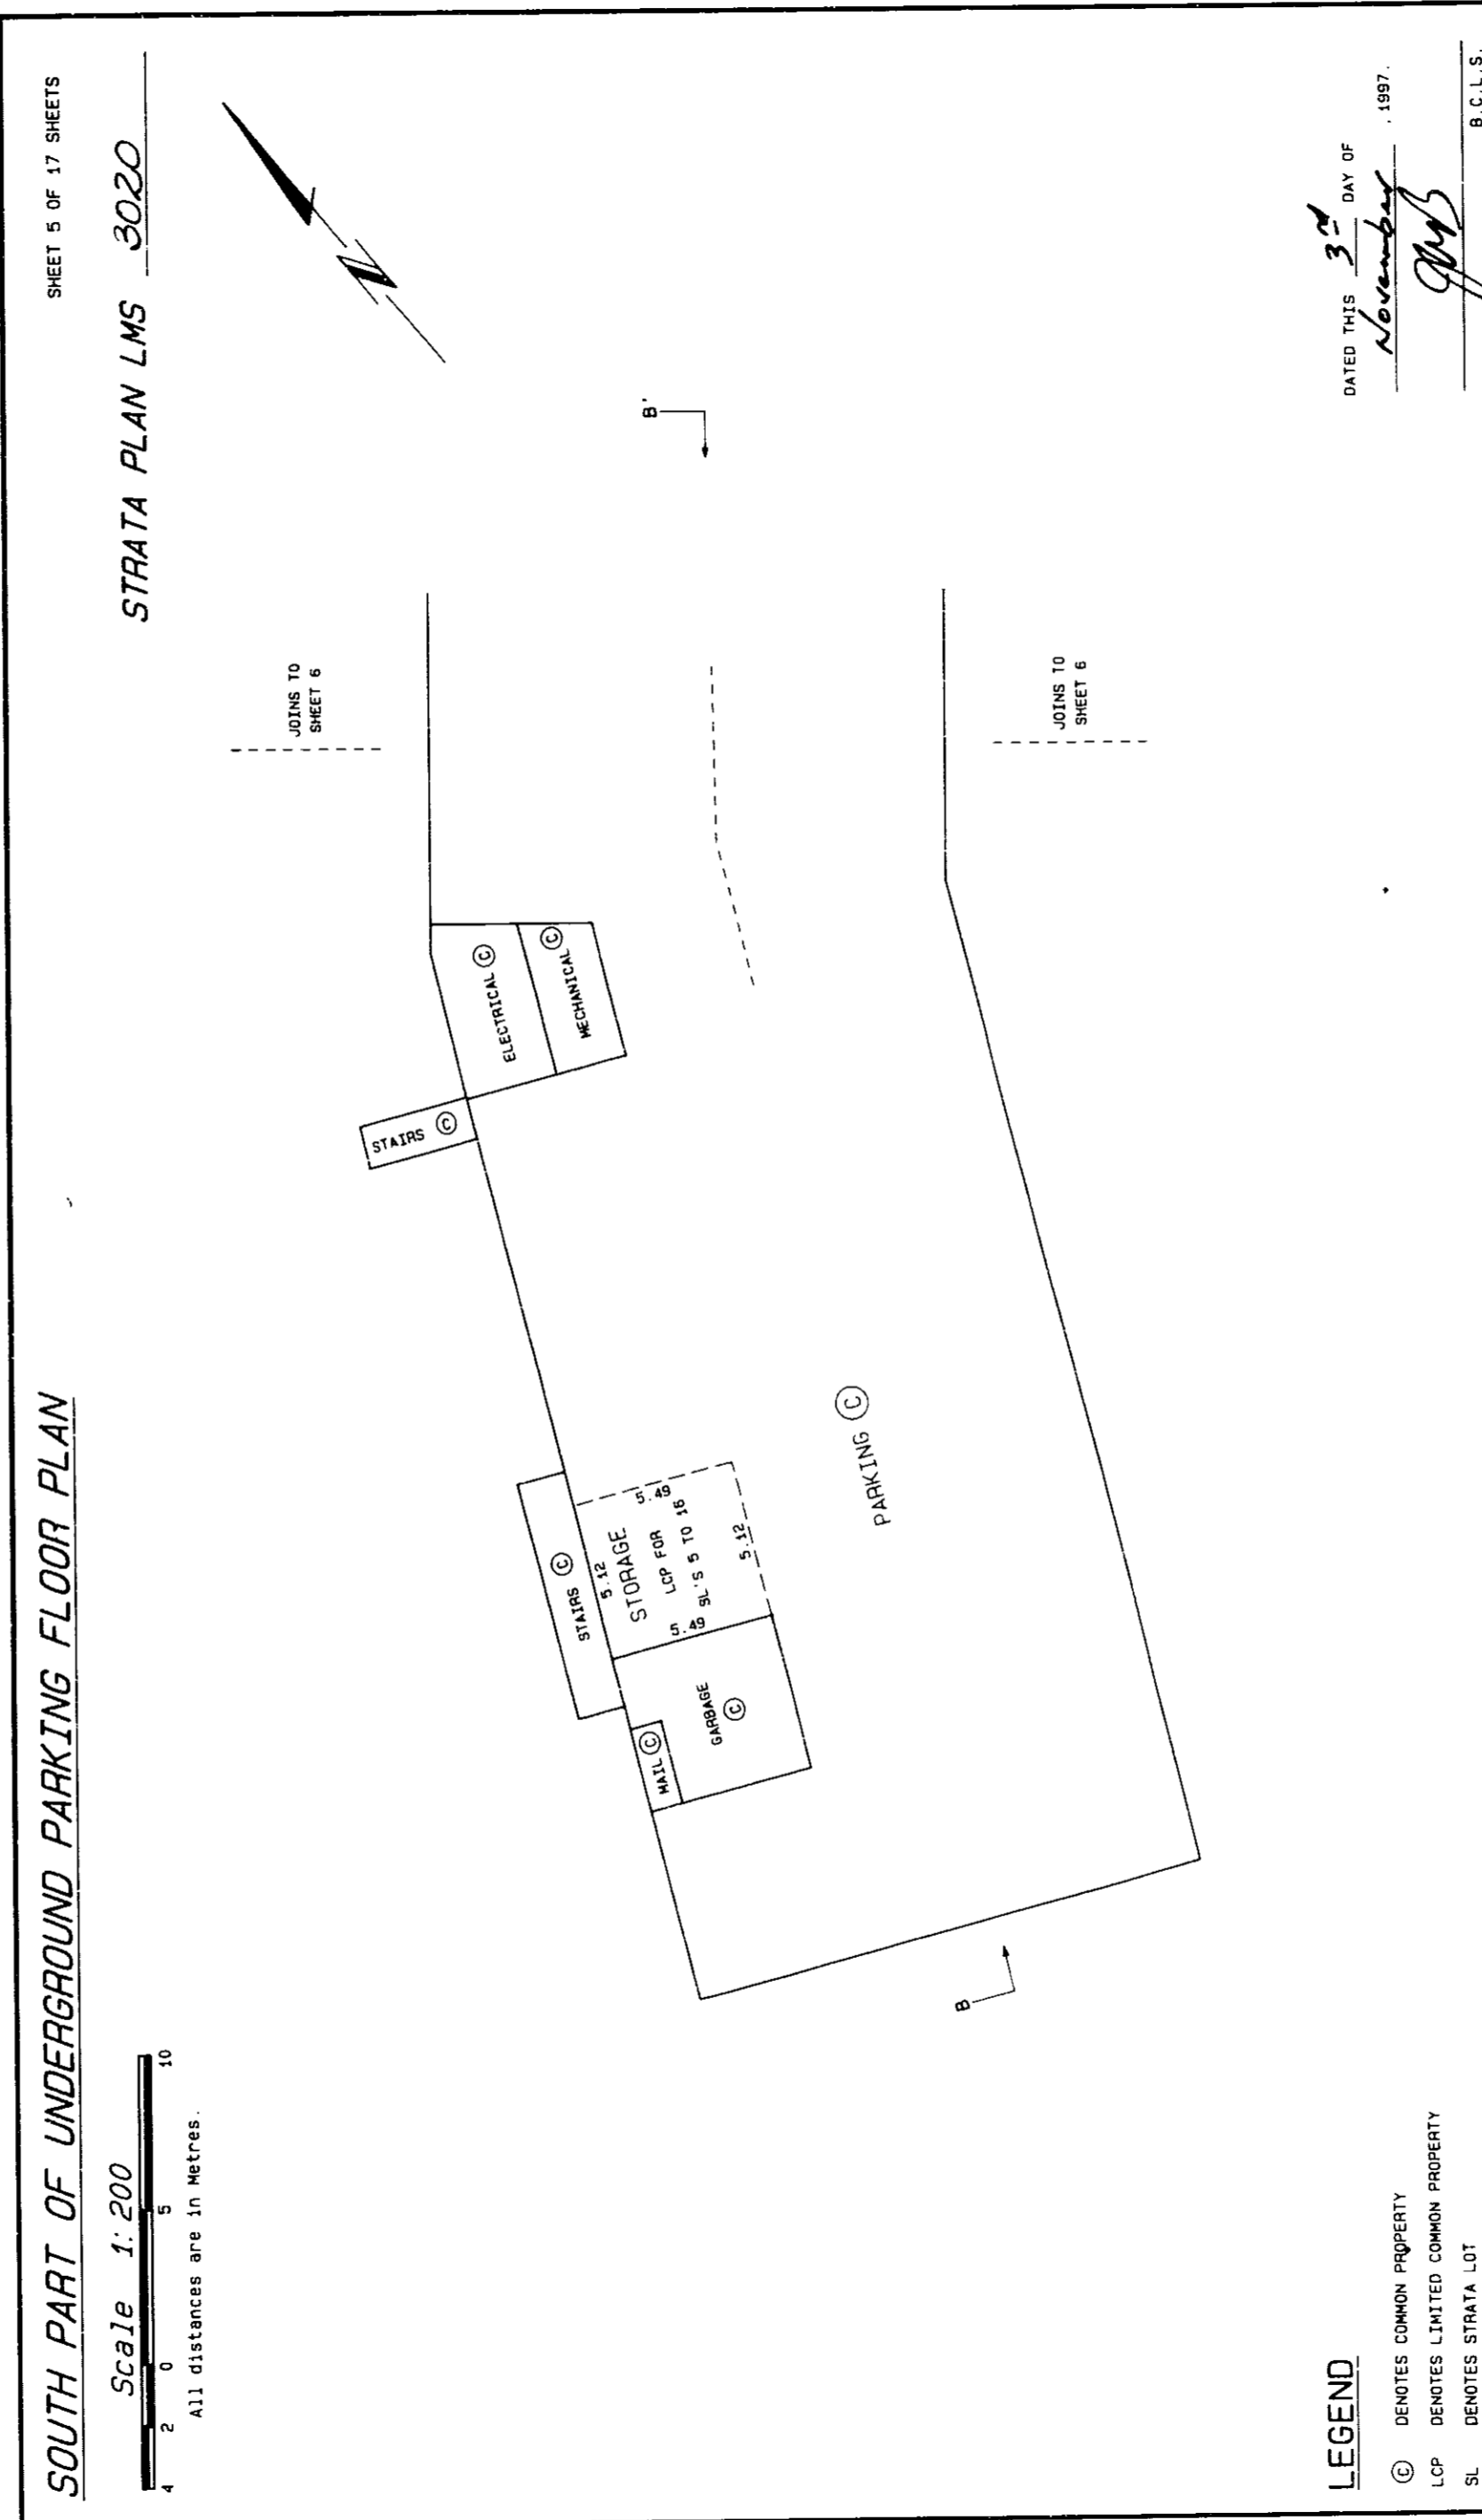 SHEET 5 OF 17 SHEETS
SOUTH PART OF UNDERGROUND PARKING FLOOR PLAN
STRATA PLAN LMS 3020
Scale 1:200
4 2 0 5 10
All distances are in Metres.
N
JOINS TO
SHEET 6
B'
ELECTRICAL C
MECHANICAL C
STAIRS C
STAIRS C
5.12
STORAGE
5.49
LCP FOR
SL'S 5 TO 16
5.49
5.12
MAIL C
GARBAGE
C
PARKING C
B
JOINS TO
SHEET 6
LEGEND
C DENOTES COMMON PROPERTY
LCP DENOTES LIMITED COMMON PROPERTY
SL DENOTES STRATA LOT
DATED THIS 3rd DAY OF
November , 1997.
B.C.L.S.